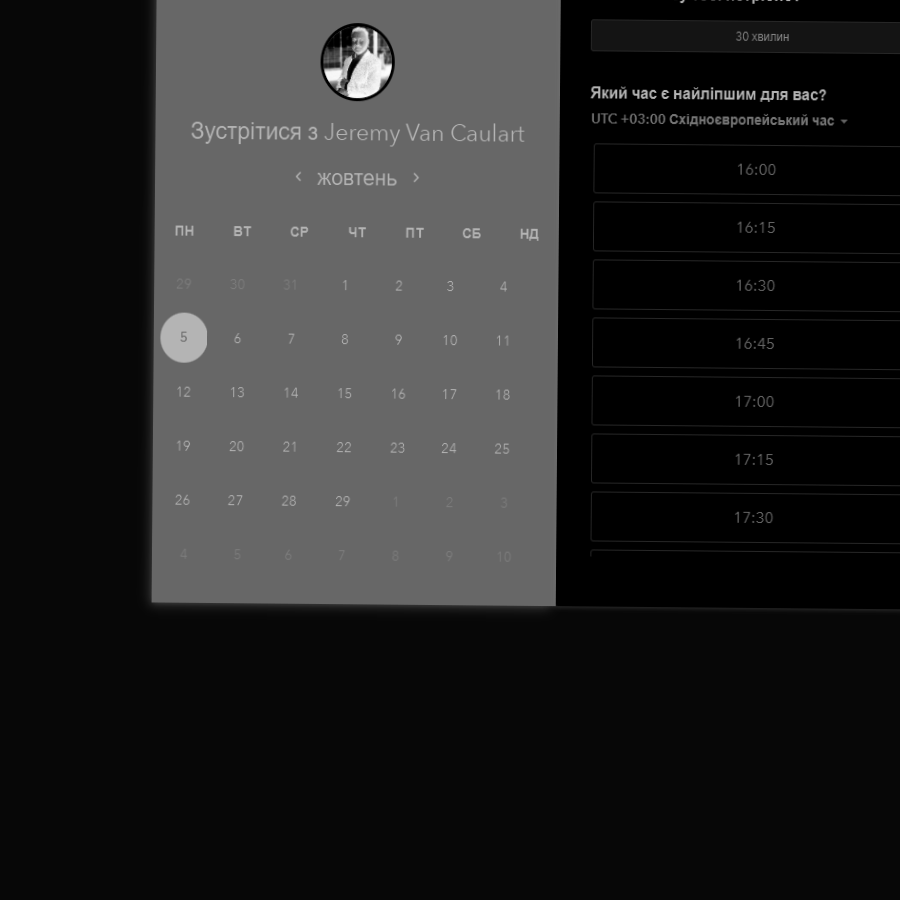 Зустрітися з Jeremy Van Caulart
‹ жовтень ›
ПН ВТ СР ЧТ ПТ СБ НД
29 30 31 1 2 3 4
5 6 7 8 9 10 11
12 13 14 15 16 17 18
19 20 21 22 23 24 25
26 27 28 29 1 2 3
4 5 6 7 8 9 10
30 хвилин
Який час є найліпшим для вас?
UTC +03:00 Східноєвропейський час
16:00
16:15
16:30
16:45
17:00
17:15
17:30